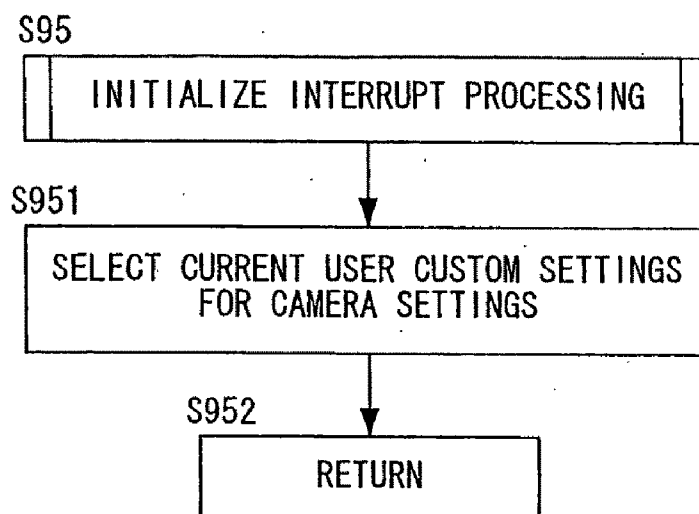 S95
INITIALIZE INTERRUPT PROCESSING
S951
SELECT CURRENT USER CUSTOM SETTINGS
FOR CAMERA SETTINGS
S952
RETURN